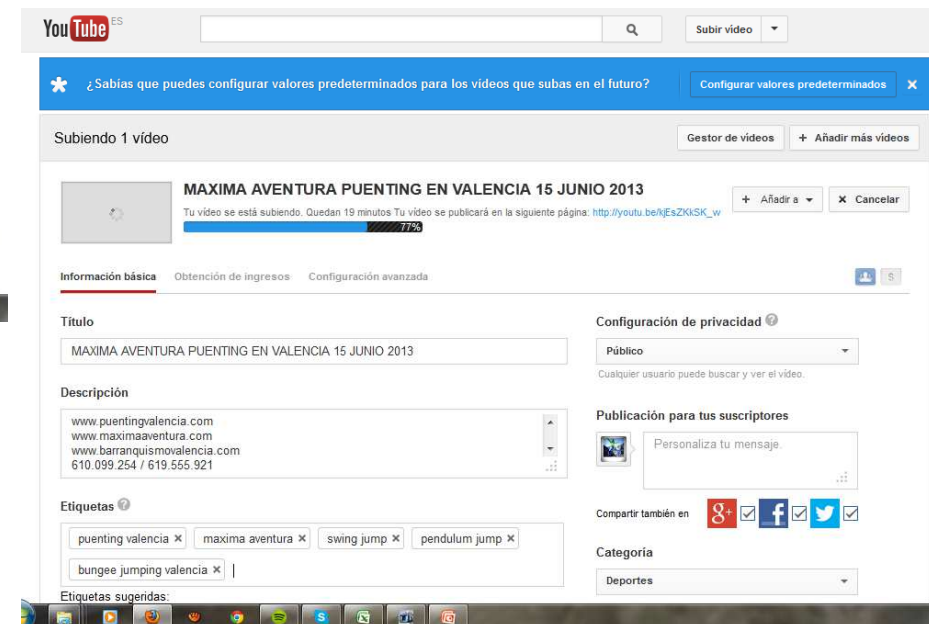 YouTube ES
Subir vídeo
¿Sabías que puedes configurar valores predeterminados para los vídeos que subas en el futuro? Configurar valores predeterminados ×
Subiendo 1 vídeo Gestor de vídeos + Añadir más vídeos
MAXIMA AVENTURA PUENTING EN VALENCIA 15 JUNIO 2013
+ Añadir a × Cancelar
Tu vídeo se está subiendo. Quedan 19 minutos Tu vídeo se publicará en la siguiente página: http://youtu.be/kjEsZKkSK_w
77%
Información básica Obtención de ingresos Configuración avanzada
S
Título
MAXIMA AVENTURA PUENTING EN VALENCIA 15 JUNIO 2013
Descripción
www.puentingvalencia.com
www.maximaaventura.com
www.barranquismovalencia.com
610.099.254 / 619.555.921
Etiquetas ?
puenting valencia × maxima aventura × swing jump × pendulum jump ×
bungee jumping valencia ×
Etiquetas sugeridas:
Configuración de privacidad ?
Público
Cualquier usuario puede buscar y ver el vídeo.
Publicación para tus suscriptores
Personaliza tu mensaje.
Compartir también en g+ f
Categoría
Deportes